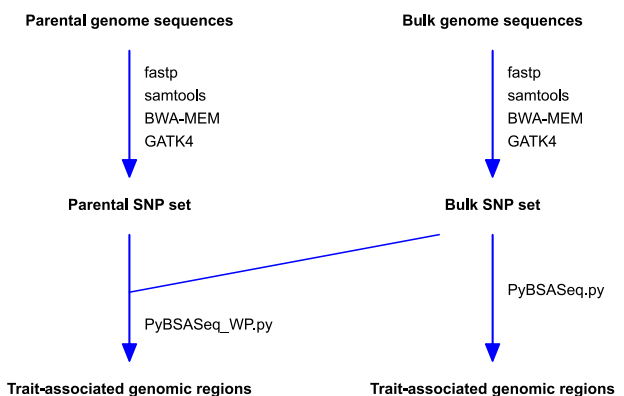 Parental genome sequences
Bulk genome sequences
fastp
samtools
BWA-MEM
GATK4
fastp
samtools
BWA-MEM
GATK4
Parental SNP set
Bulk SNP set
PyBSASeq_WP.py
PyBSASeq.py
Trait-associated genomic regions
Trait-associated genomic regions